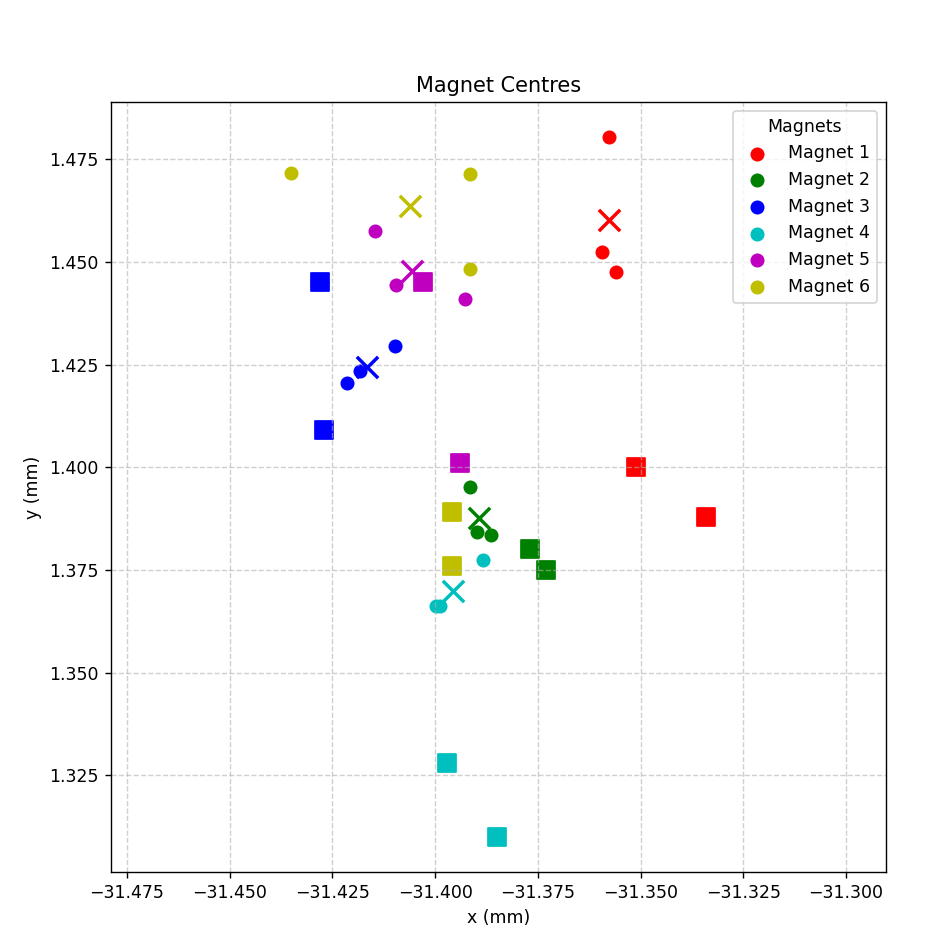 Magnet Centres
Magnets
Magnet 1
Magnet 2
Magnet 3
Magnet 4
Magnet 5
Magnet 6
1.475
1.450
1.425
1.400
1.375
1.350
1.325
y (mm)
−31.475 −31.450 −31.425 −31.400 −31.375 −31.350 −31.325 −31.300
x (mm)